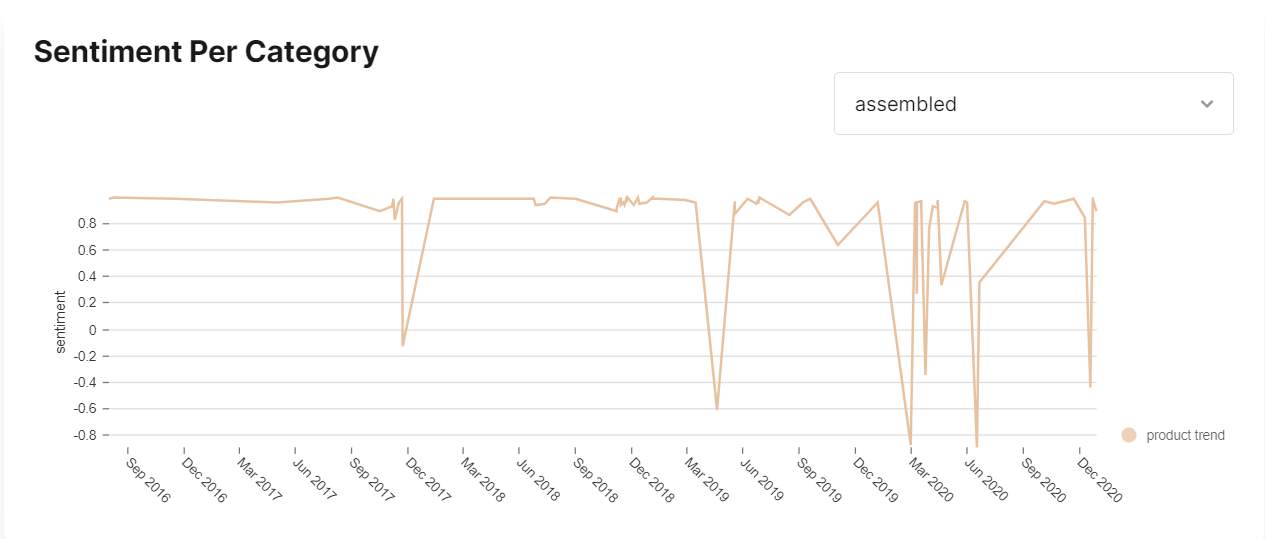 Sentiment Per Category
assembled
sentiment
0.8
0.6
0.4
0.2
0
-0.2
-0.4
-0.6
-0.8
Sep 2016
Dec 2016
Mar 2017
Jun 2017
Sep 2017
Dec 2017
Mar 2018
Jun 2018
Sep 2018
Dec 2018
Mar 2019
Jun 2019
Sep 2019
Dec 2019
Mar 2020
Jun 2020
Sep 2020
Dec 2020
product trend